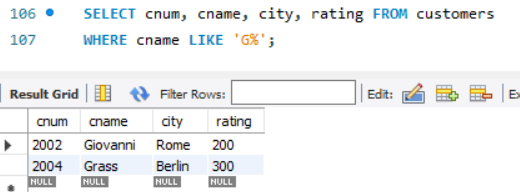 106 SELECT cnum, cname, city, rating FROM customers
107 WHERE cname LIKE 'G%';
Result Grid Filter Rows: Edit:
cnum cname city rating
2002 Giovanni Rome 200
2004 Grass Berlin 300
NULL NULL NULL NULL